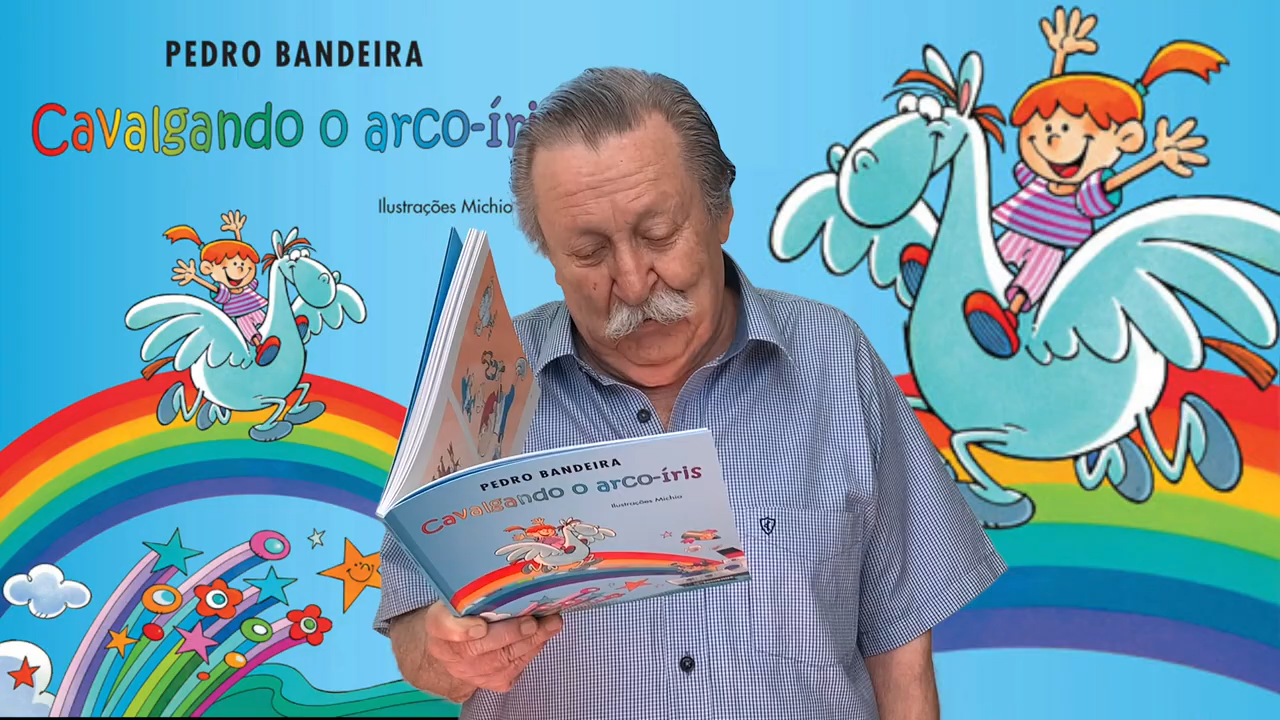 PEDRO BANDEIRA
Cavalgando o arco-íris
Ilustrações Michio
PEDRO BANDEIRA
Cavalgando o arco-íris
Ilustrações Michio